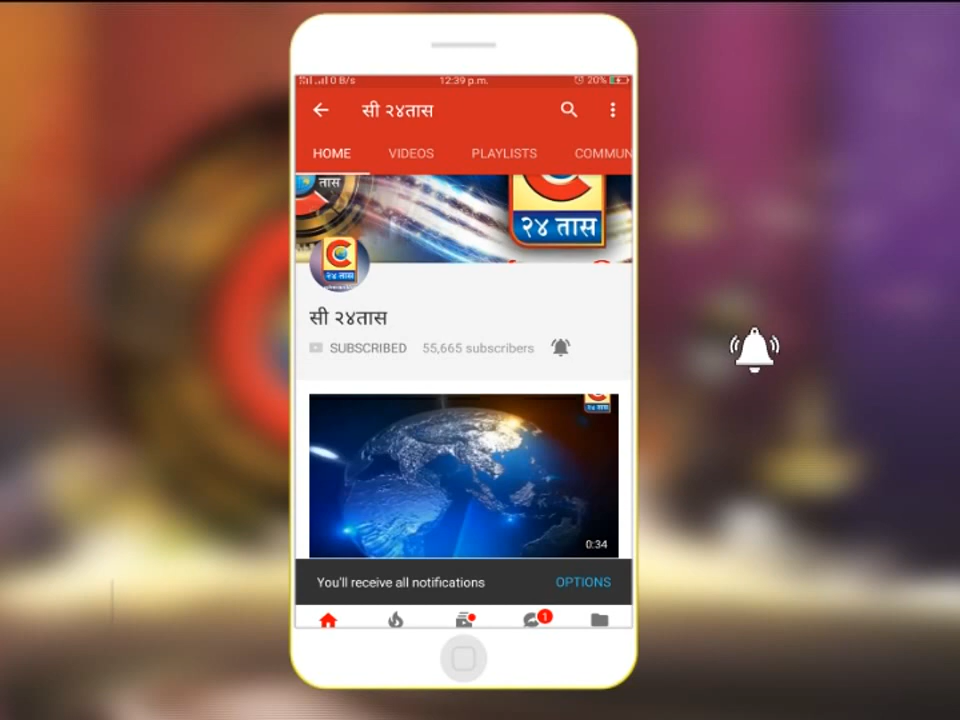 0 B/s 12:39 p.m. 20%
सी २४तास
HOME VIDEOS PLAYLISTS COMMUN
तास
२४ तास
२४ तास
सी २४तास
SUBSCRIBED 55,665 subscribers
२४ तास
0:34
You'll receive all notifications OPTIONS
1